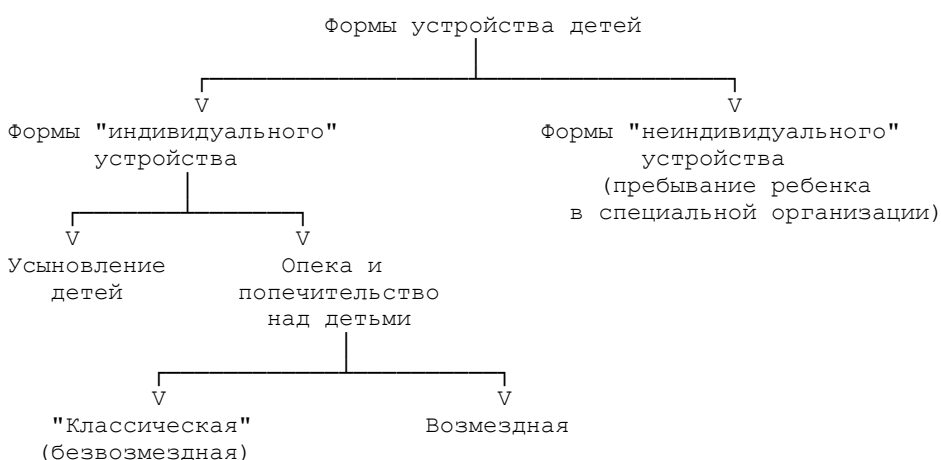 Формы устройства детей
V V
Формы "индивидуального" Формы "неиндивидуального"
устройства устройства
(пребывание ребенка
в специальной организации)
V V
Усыновление Опека и
детей попечительство
над детьми
V V
"Классическая" Возмездная
(безвозмездная)